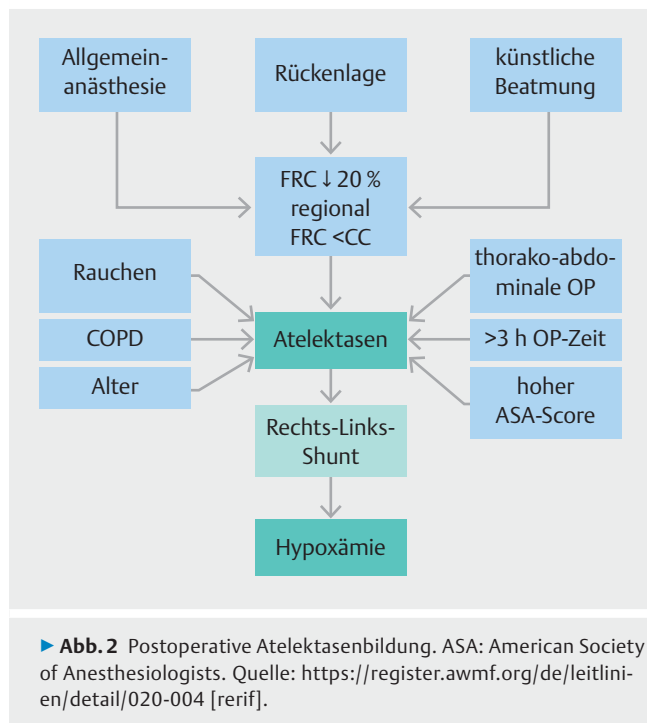 Allgemein-
anästhesie
Rückenlage
künstliche
Beatmung
FRC ↓ 20 %
regional
FRC <CC
Rauchen
COPD
Alter
Atelektasen
thorako-abdo-
minale OP
>3 h OP-Zeit
hoher
ASA-Score
Rechts-Links-
Shunt
Hypoxämie
▶ Abb. 2 Postoperative Atelektasenbildung. ASA: American Society
of Anesthesiologists. Quelle: https://register.awmf.org/de/leitlini-
en/detail/020-004 [rerif].